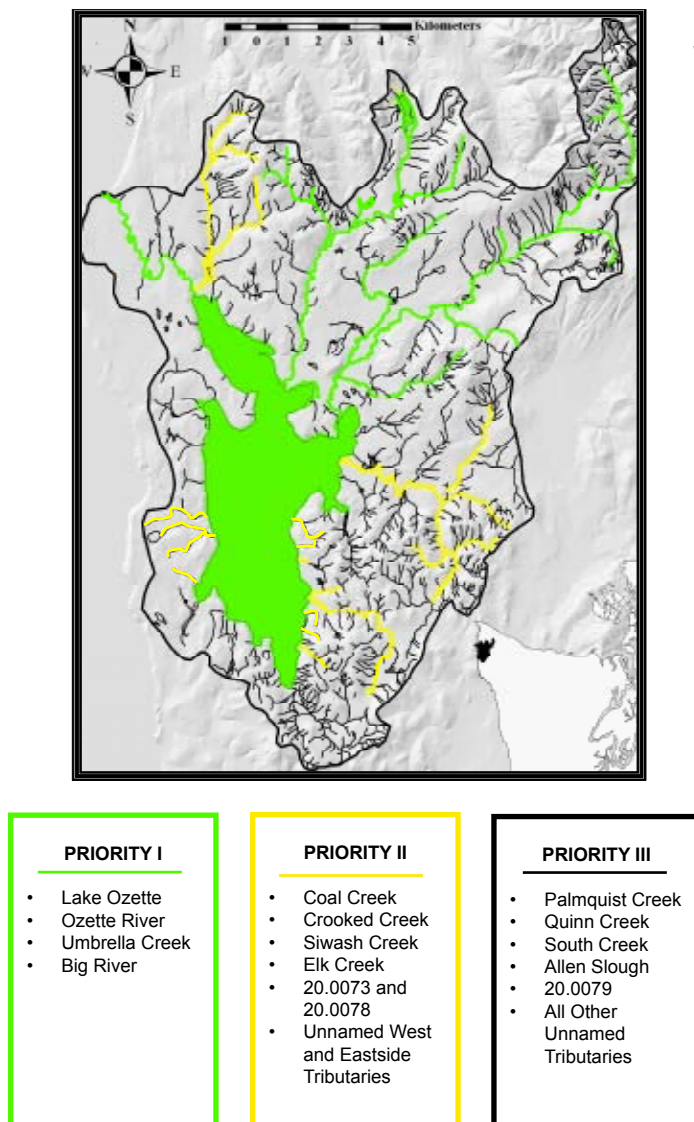 Kilometers
1 0 1 2 3 4 5
N
V E
S
PRIORITY I
• Lake Ozette
• Ozette River
• Umbrella Creek
• Big River
PRIORITY II
• Coal Creek
• Crooked Creek
• Siwash Creek
• Elk Creek
• 20.0073 and
20.0078
• Unnamed West
and Eastside
Tributaries
PRIORITY III
• Palmquist Creek
• Quinn Creek
• South Creek
• Allen Slough
• 20.0079
• All Other
Unnamed
Tributaries